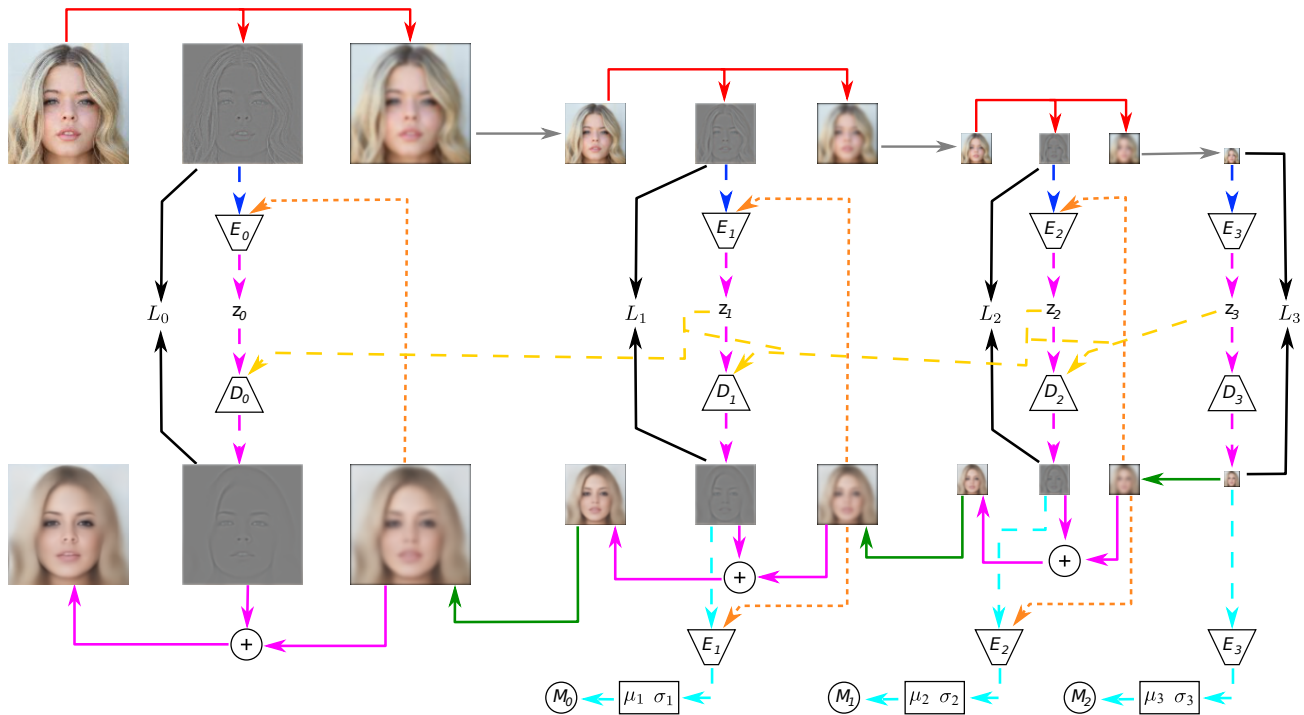 E₀ E₁ E₂ E₃
L₀ z₀ L₁ z₁ L₂ z₂ z₃ L₃
D₀ D₁ D₂ D₃
+ + +
E₁ E₂ E₃
M₀ μ₁ σ₁ M₁ μ₂ σ₂ M₂ μ₃ σ₃